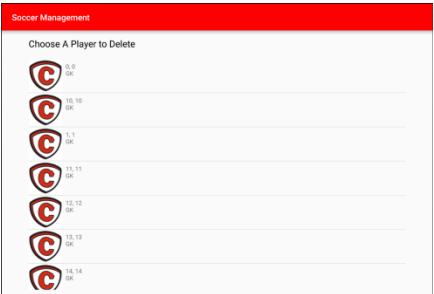 Soccer Management
Choose A Player to Delete
C
0, 0
GK
C
10, 10
GK
C
1, 1
GK
C
11, 11
GK
C
12, 12
GK
C
13, 13
GK
C
14, 14
GK